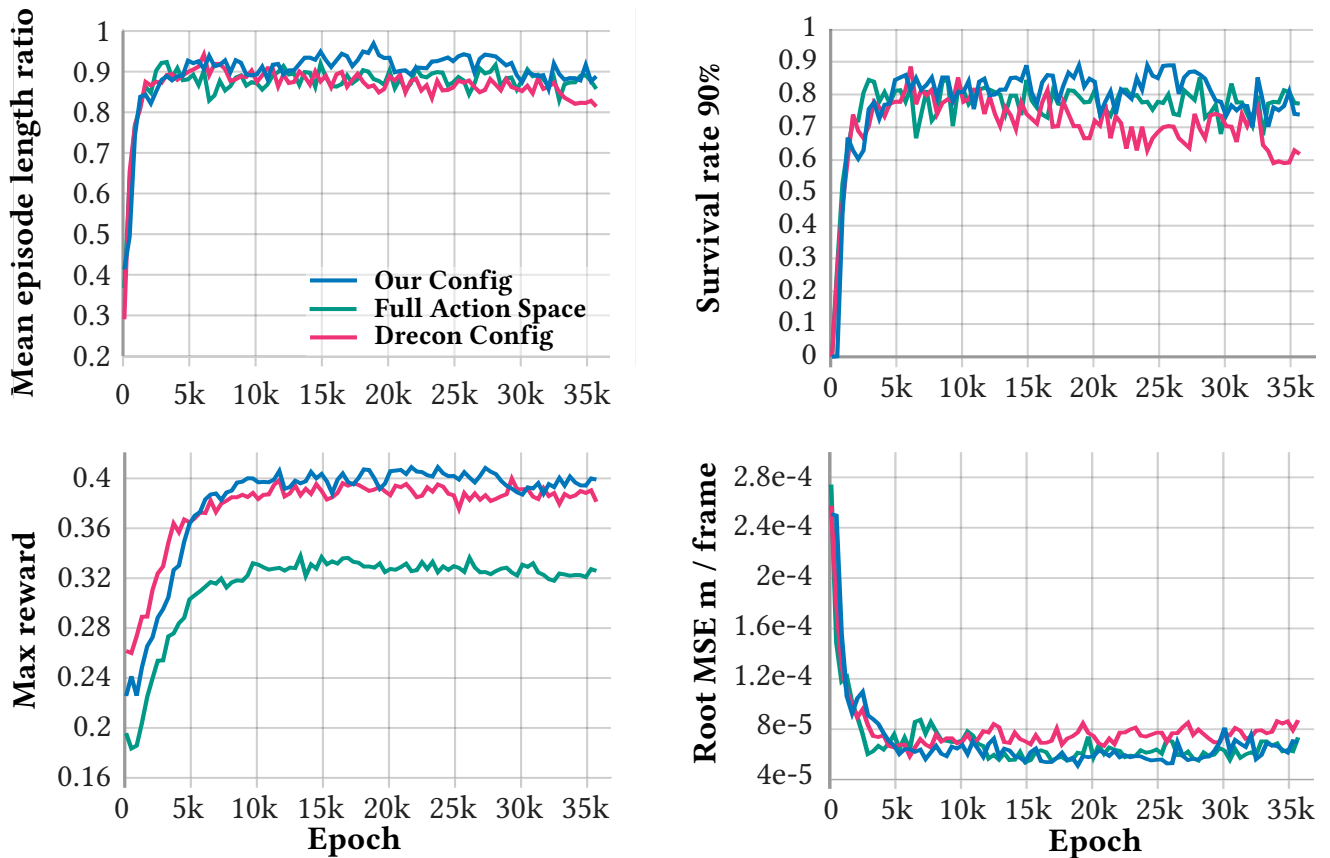 Mean episode length ratio
1
0.9
0.8
0.7
0.6
0.5
0.4
0.3
0.2
0 5k 10k 15k 20k 25k 30k 35k
Our Config
Full Action Space
Drecon Config
Survival rate 90%
1
0.9
0.8
0.7
0.6
0.5
0.4
0.3
0.2
0.1
0
0 5k 10k 15k 20k 25k 30k 35k
Max reward
0.4
0.36
0.32
0.28
0.24
0.2
0.16
0 5k 10k 15k 20k 25k 30k 35k
Epoch
Root MSE m / frame
2.8e-4
2.4e-4
2e-4
1.6e-4
1.2e-4
8e-5
4e-5
0 5k 10k 15k 20k 25k 30k 35k
Epoch